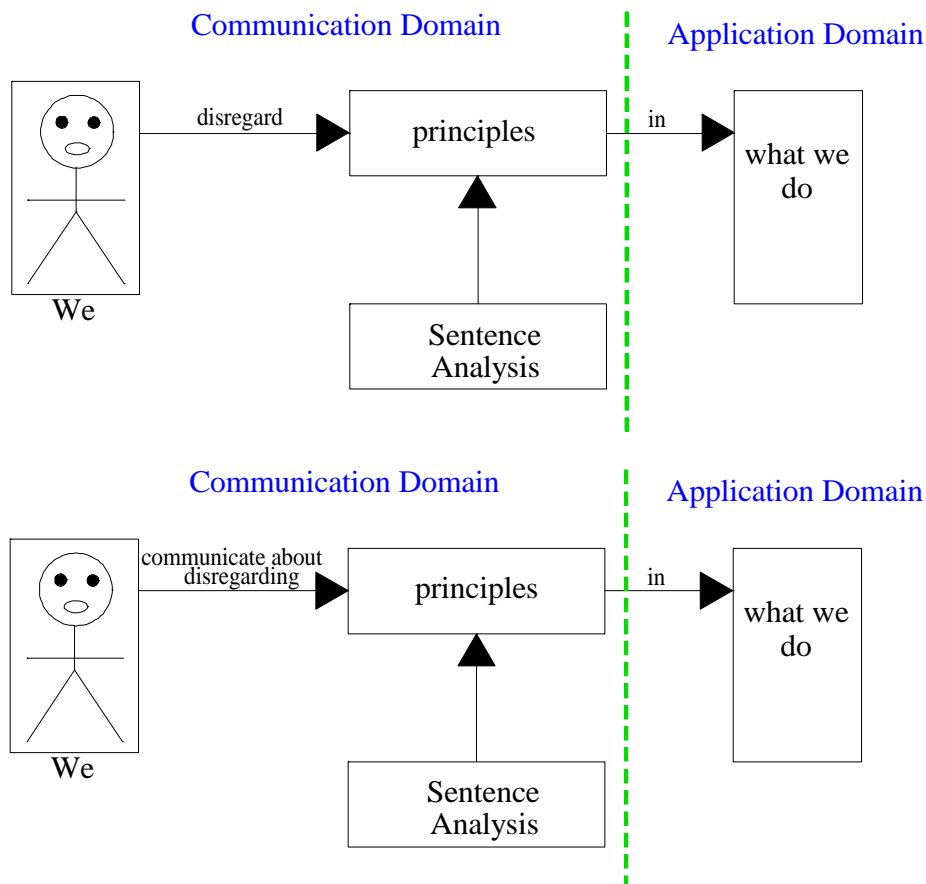 Communication Domain
Application Domain
disregard
principles
in
what we
do
We
Sentence
Analysis
Communication Domain
Application Domain
communicate about
disregarding
principles
in
what we
do
We
Sentence
Analysis